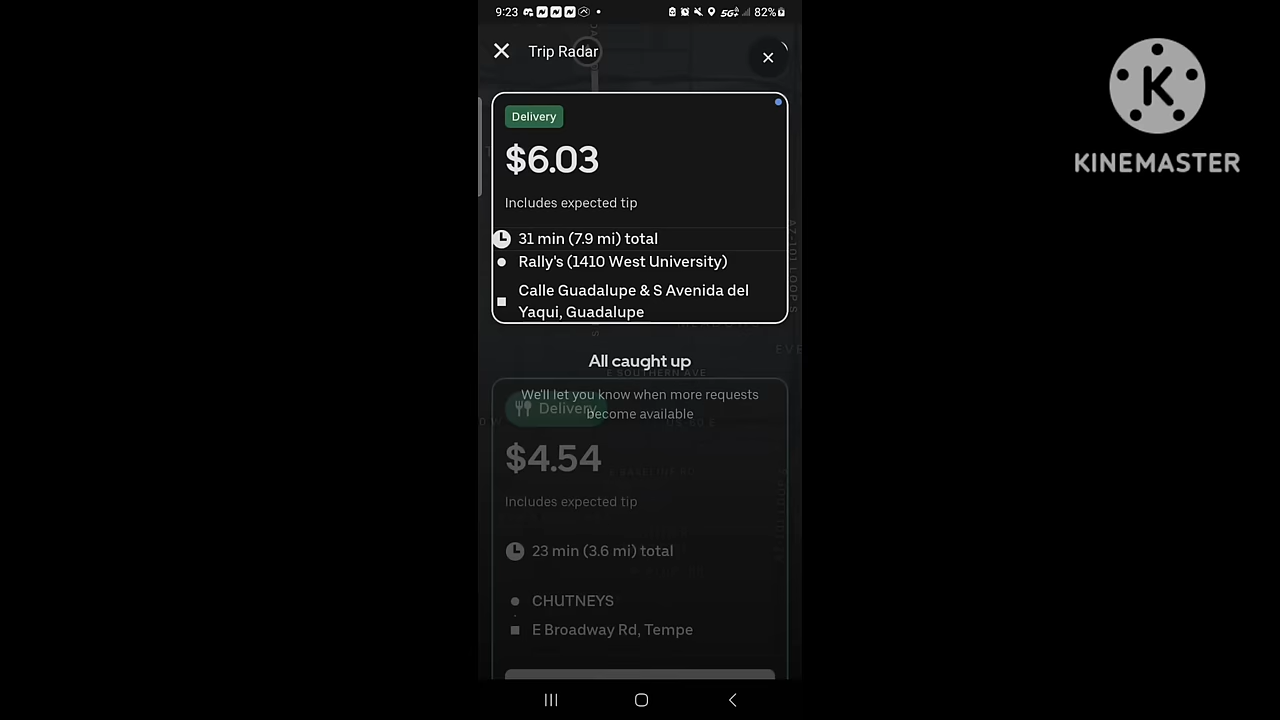 9:23
5G
82%
Trip Radar
Delivery
$6.03
Includes expected tip
31 min (7.9 mi) total
Rally's (1410 West University)
Calle Guadalupe & S Avenida del
Yaqui, Guadalupe
All caught up
E SOUTHERN AVE
We'll let you know when more requests
become available
Delivery
$4.54
Includes expected tip
23 min (3.6 mi) total
CHUTNEYS
E Broadway Rd, Tempe
K
KINEMASTER